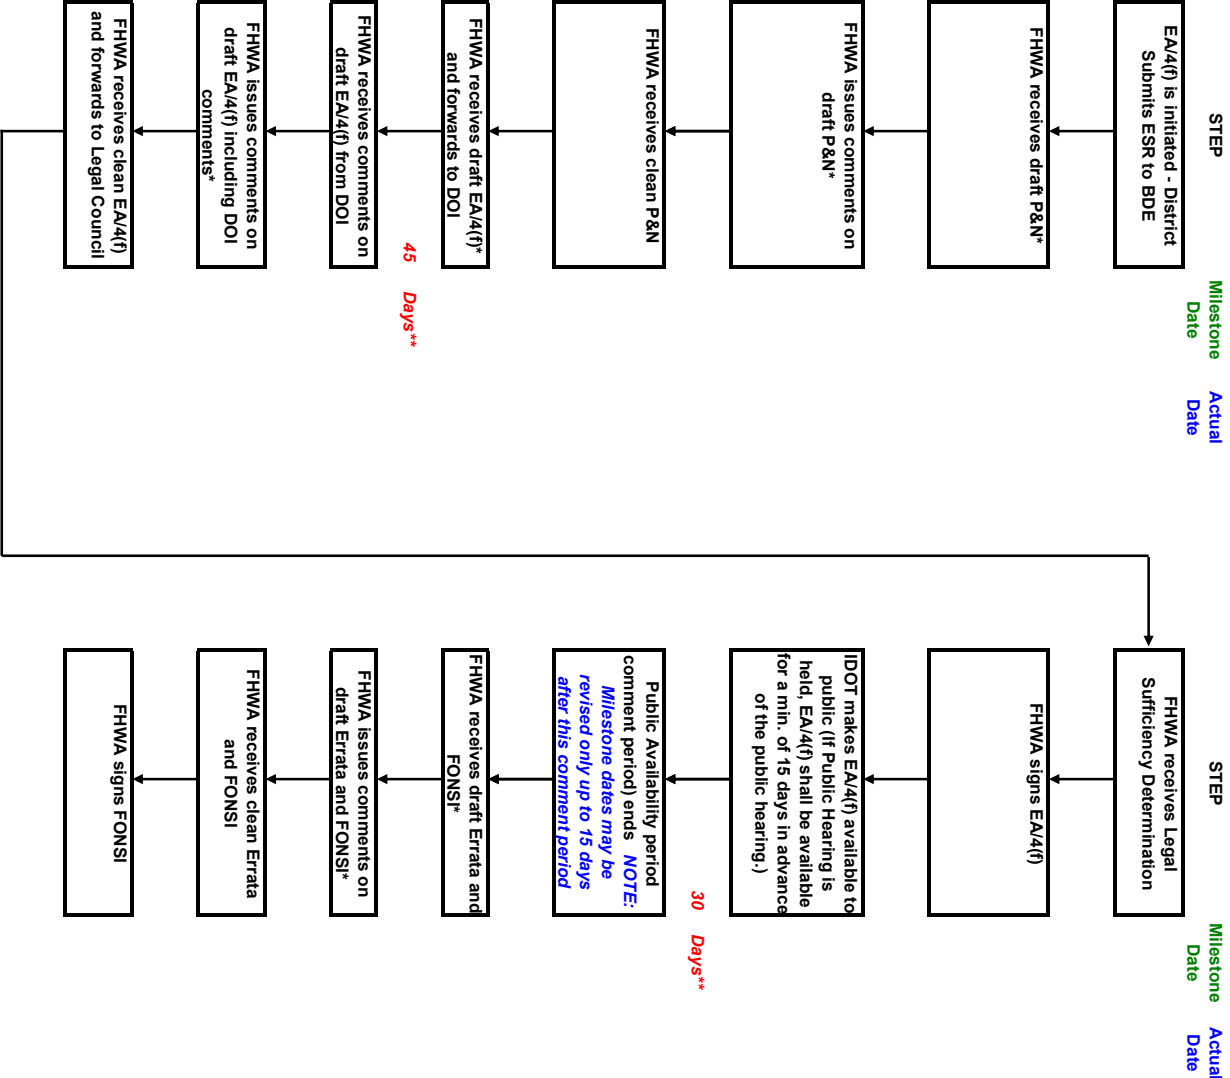 STEP
Milestone
Date
Actual
Date
EA/4(f) is initiated - District
Submits ESR to BDE
FHWA receives draft P&N*
FHWA issues comments on
draft P&N*
FHWA receives clean P&N
FHWA receives draft EA/4(f)*
and forwards to DOI
45 Days**
FHWA receives comments on
draft EA/4(f) from DOI
FHWA issues comments on
draft EA/4(f) including DOI
comments*
FHWA receives clean EA/4(f)
and forwards to Legal Council
STEP
Milestone
Date
Actual
Date
FHWA receives Legal
Sufficiency Determination
FHWA signs EA/4(f)
IDOT makes EA/4(f) available to
public (If Public Hearing is
held, EA/4(f) shall be available
for a min. of 15 days in advance
of the public hearing.)
30 Days**
Public Availability period
comment period) ends NOTE:
Milestone dates may be
revised only up to 15 days
after this comment period
FHWA receives draft Errata and
FONSI*
FHWA issues comments on
draft Errata and FONSI*
FHWA receives clean Errata
and FONSI
FHWA signs FONSI